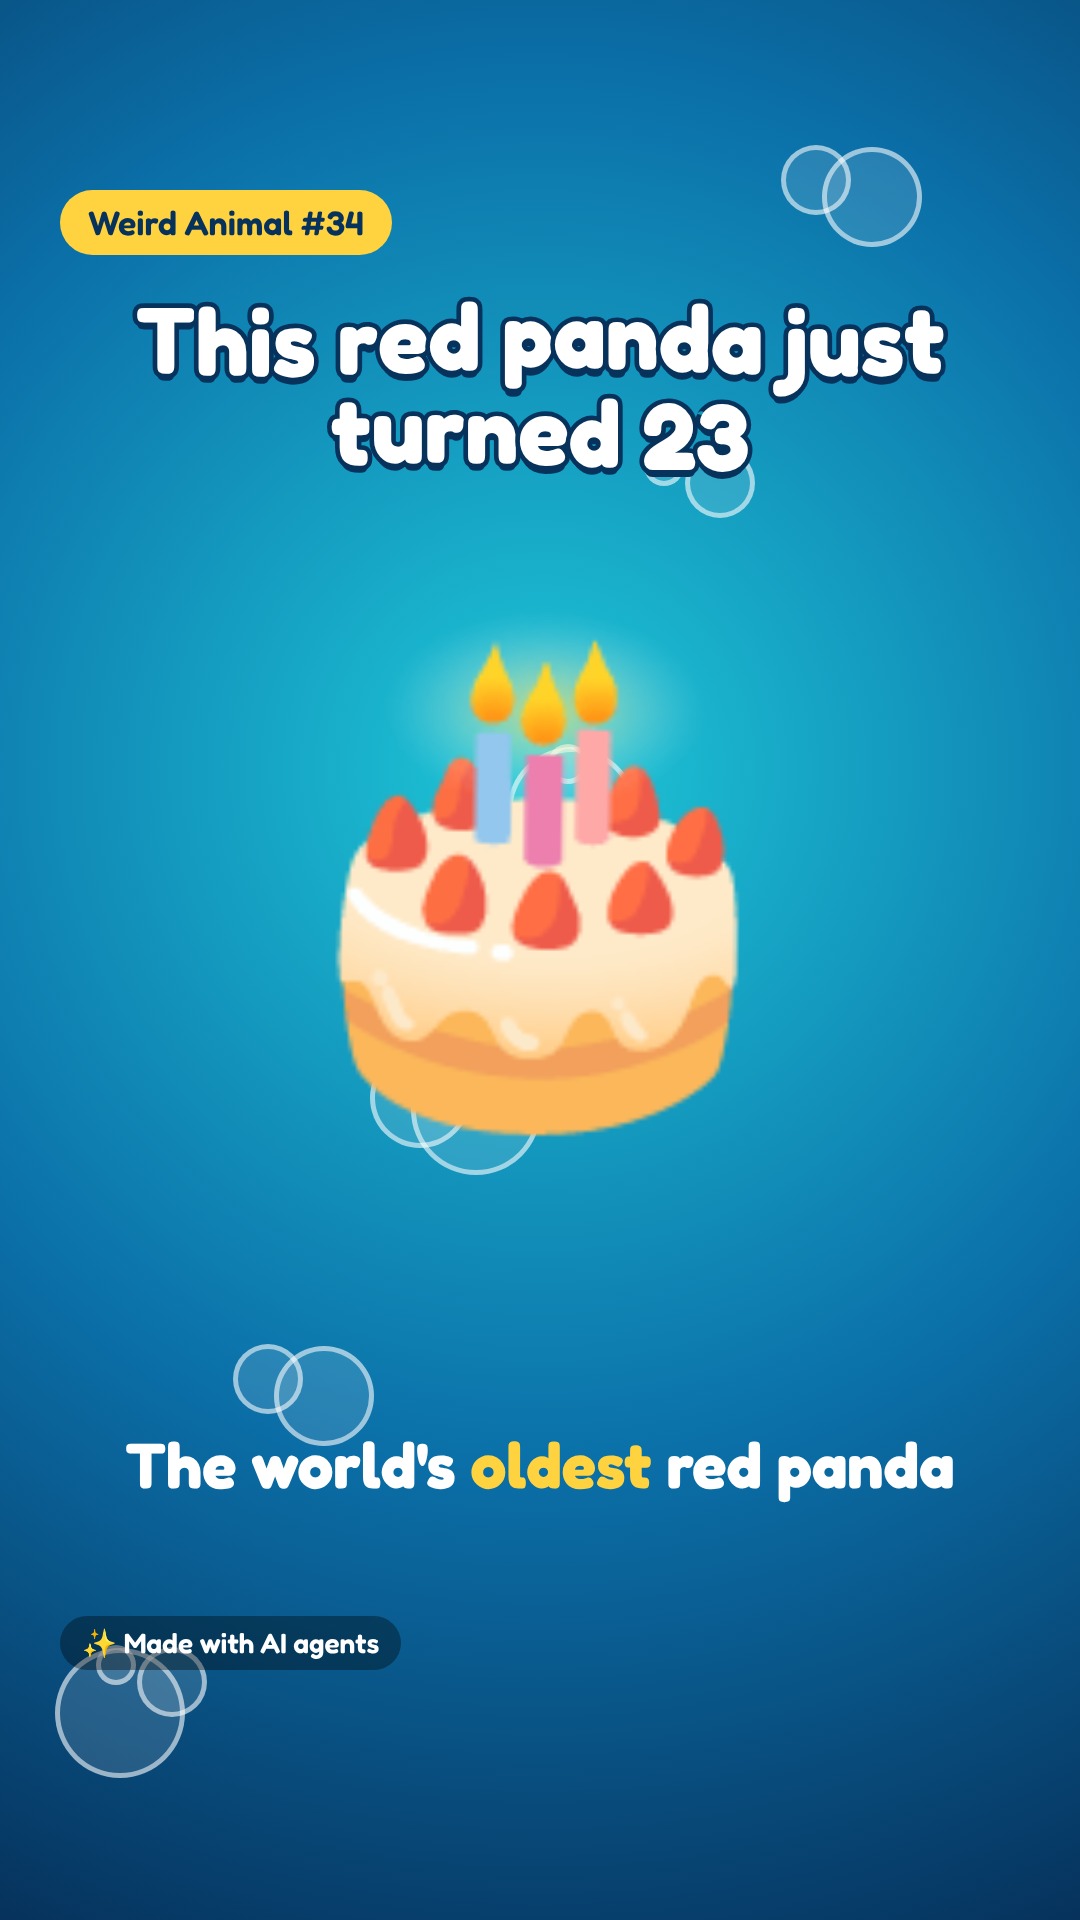 Weird Animal #34
This red panda just
turned 23
The world's oldest red panda
✨ Made with AI agents